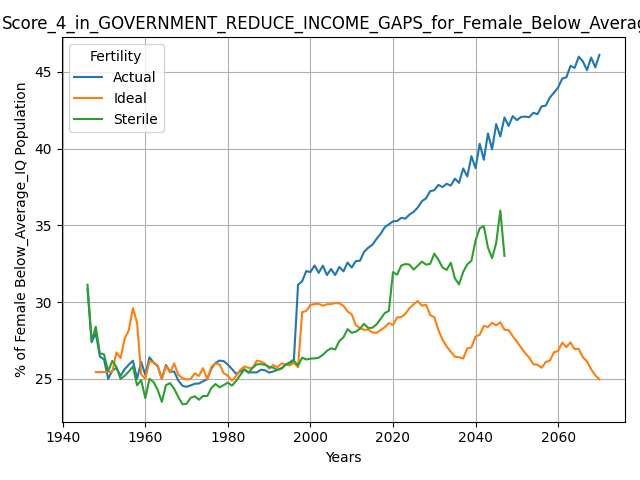 Score_4_in_GOVERNMENT_REDUCE_INCOME_GAPS_for_Female_Below_Averag
Fertility
Actual
Ideal
Sterile
% of Female Below_Average_IQ Population
45
40
35
30
25
1940
1960
1980
2000
2020
2040
2060
Years